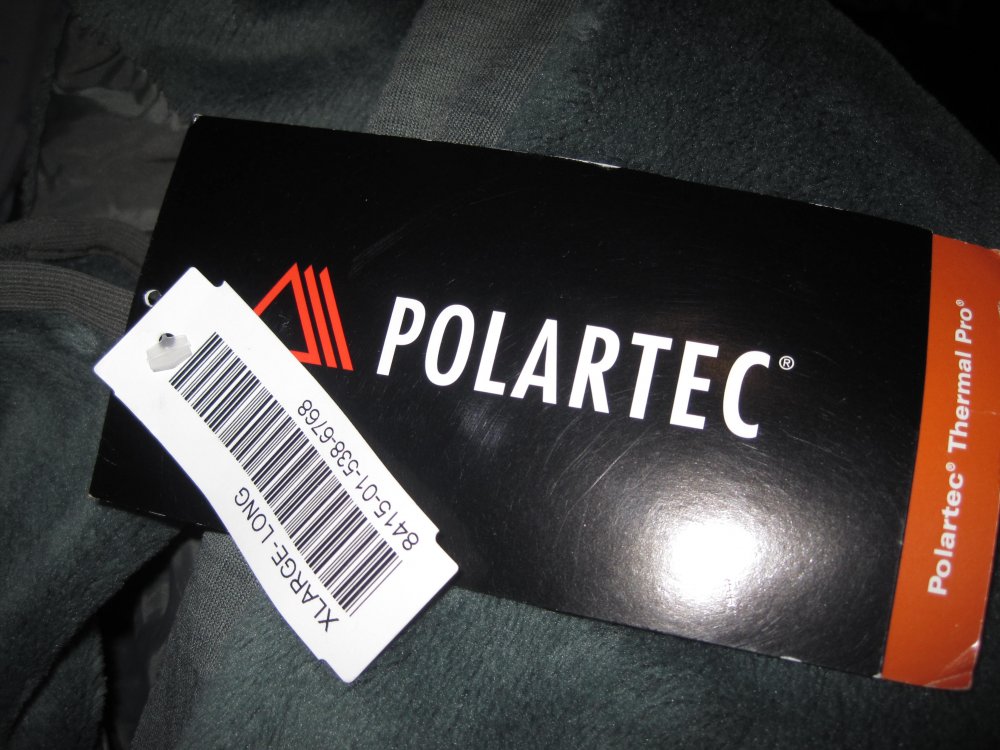 POLARTEC®
Polartec® Thermal Pro®
8415-01-538-6768
XLARGE-LONG